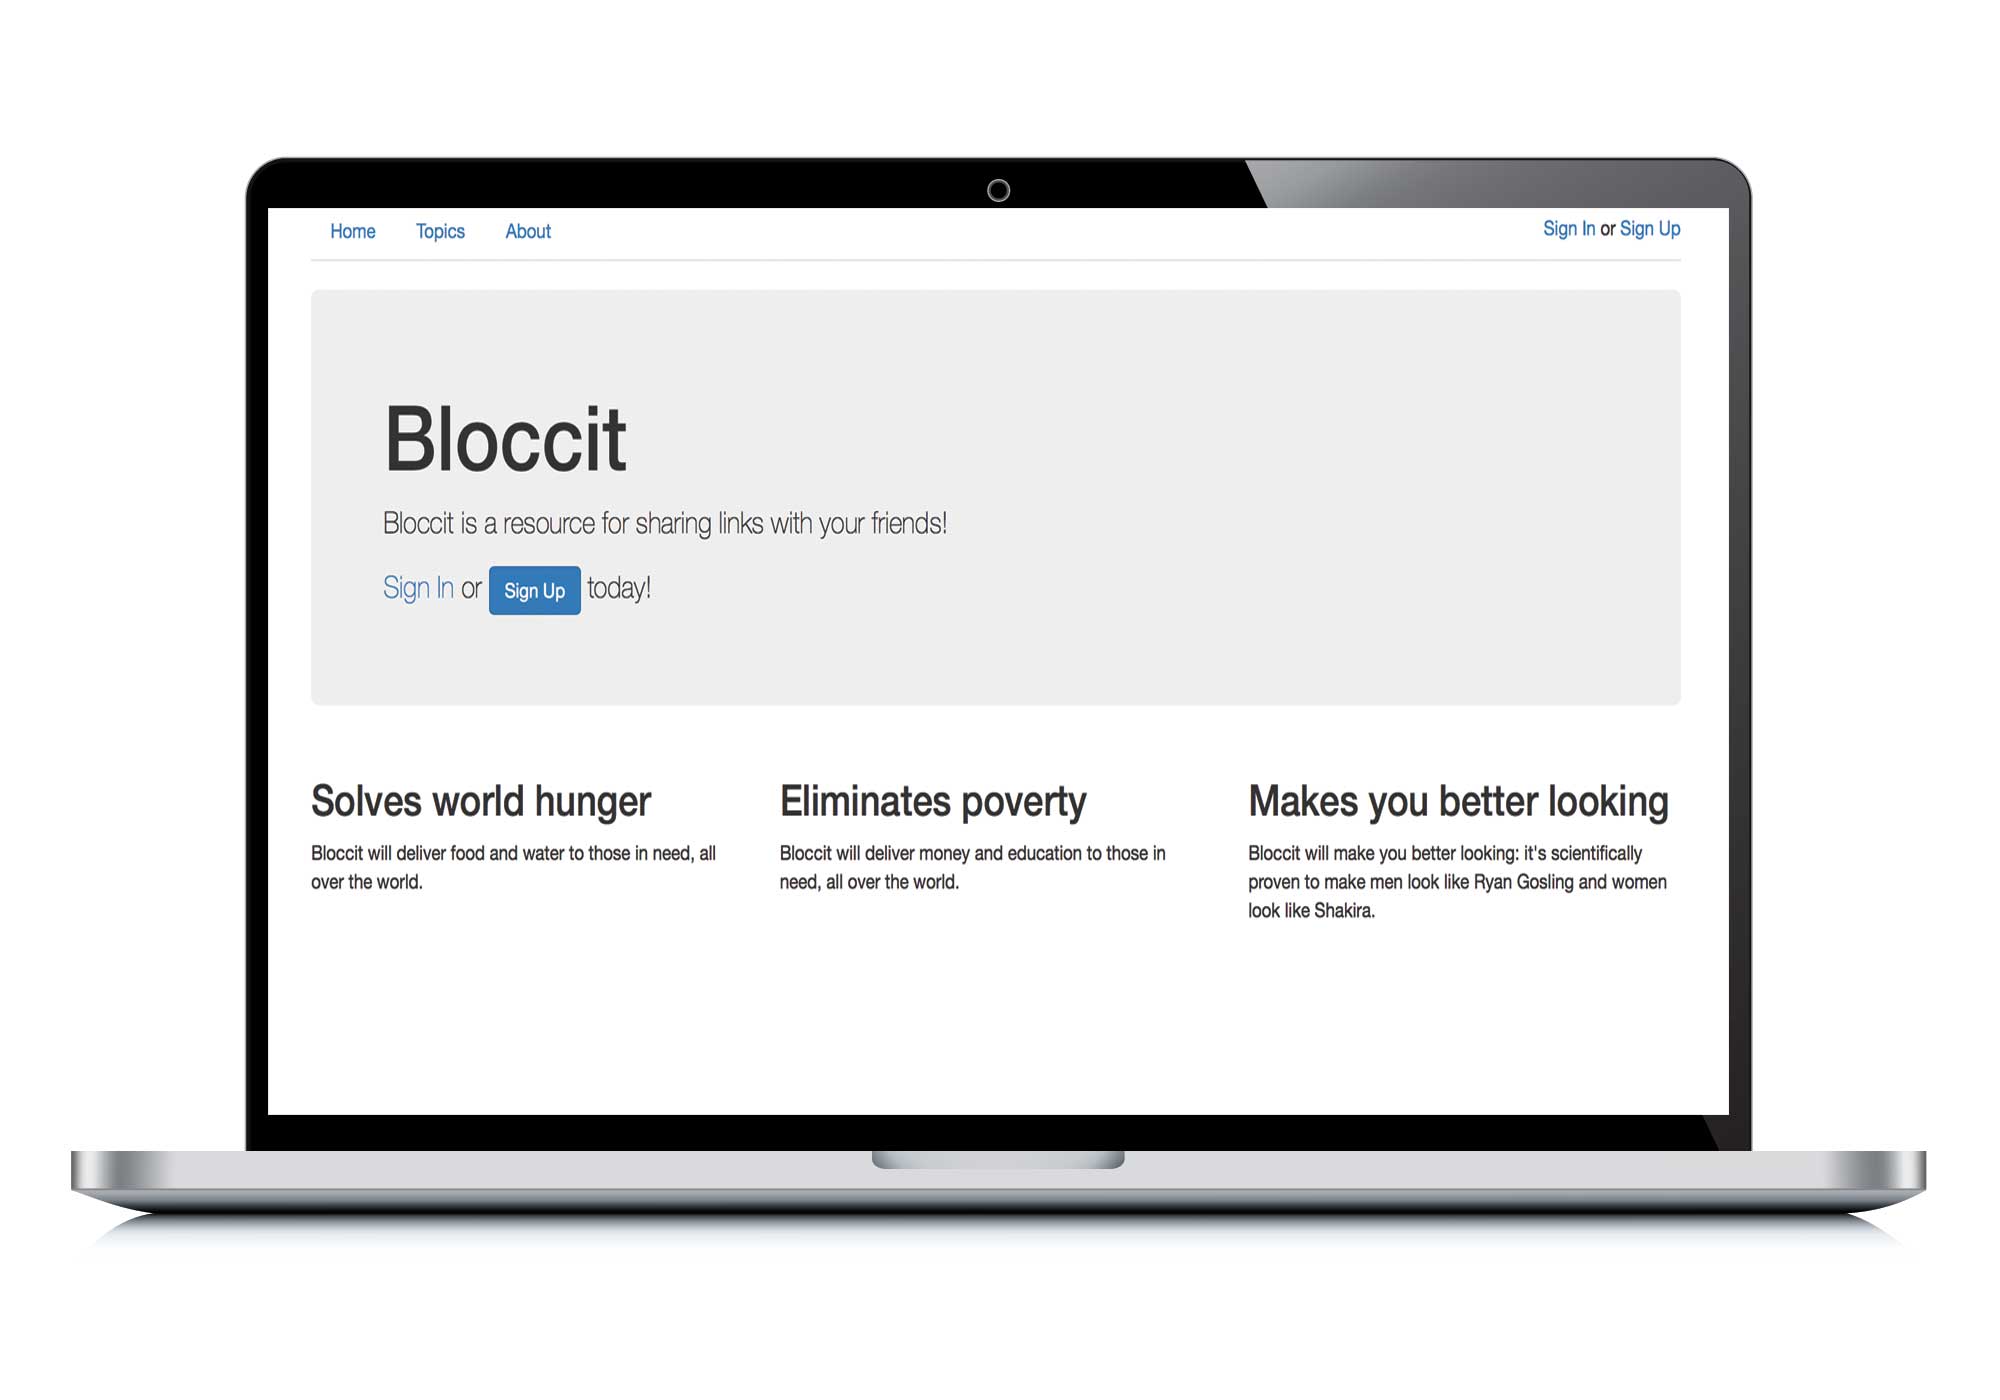 Home Topics About Sign In or Sign Up
Bloccit
Bloccit is a resource for sharing links with your friends!
Sign In or Sign Up today!
Solves world hunger
Bloccit will deliver food and water to those in need, all
over the world.
Eliminates poverty
Bloccit will deliver money and education to those in
need, all over the world.
Makes you better looking
Bloccit will make you better looking: it's scientifically
proven to make men look like Ryan Gosling and women
look like Shakira.